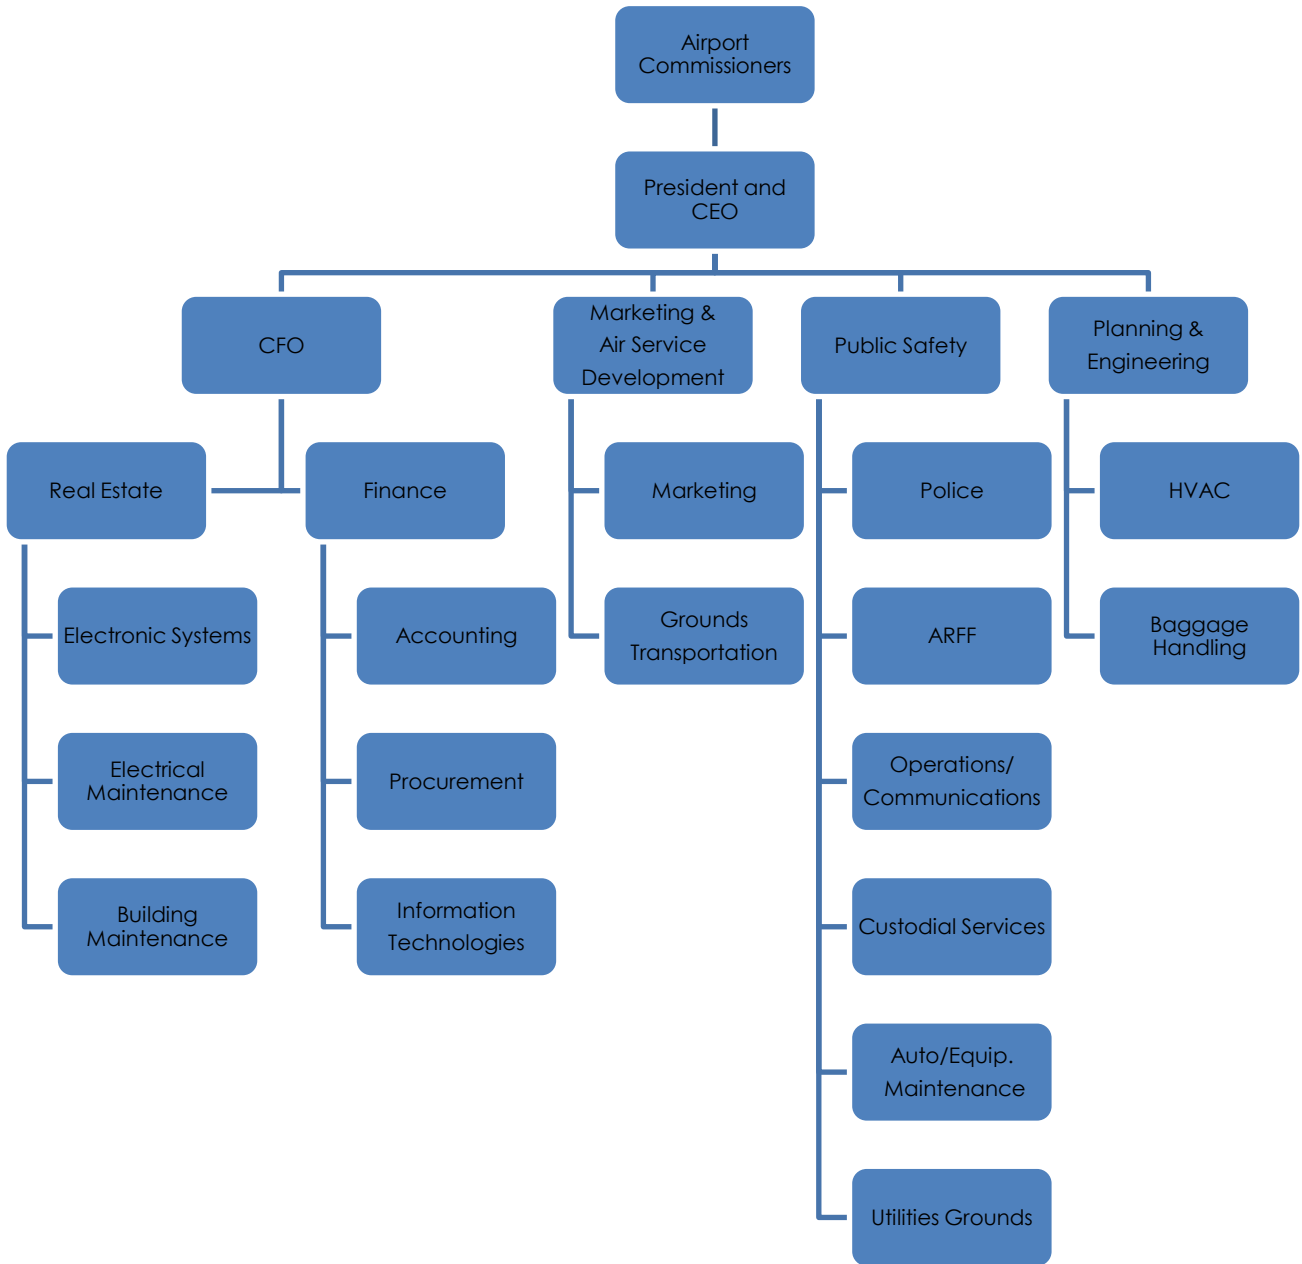 Airport
Commissioners
President and
CEO
CFO
Marketing &
Air Service
Development
Public Safety
Planning &
Engineering
Real Estate
Finance
Marketing
Police
HVAC
Electronic Systems
Accounting
Grounds
Transportation
ARFF
Baggage
Handling
Electrical
Maintenance
Procurement
Operations/
Communications
Building
Maintenance
Information
Technologies
Custodial Services
Auto/Equip.
Maintenance
Utilities Grounds